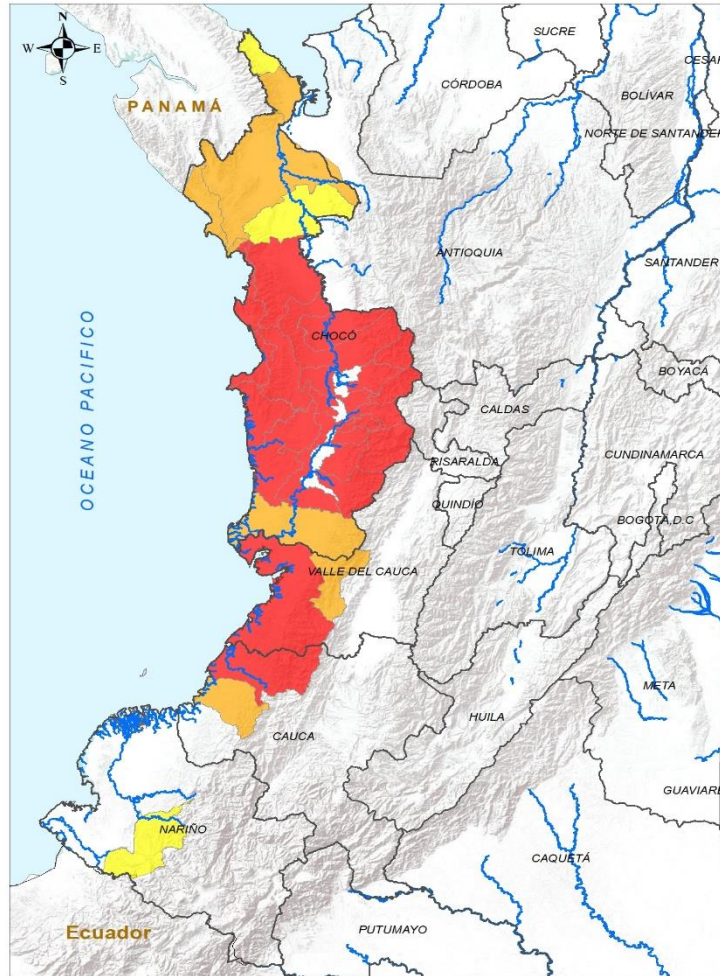 N
W E
S
SUCRE
CESAR
CÓRDOBA
BOLÍVAR
PANAMÁ
NORTE DE SANTANDER
ANTIOQUIA
SANTANDER
OCEANO PACIFICO
CHOCÓ
BOYACÁ
CALDAS
RISARALDA
CUNDINAMARCA
QUINDÍO
BOGOTÁ, D.C
TOLIMA
VALLE DEL CAUCA
META
HUILA
CAUCA
GUAVIARE
NARIÑO
CAQUETÁ
Ecuador
PUTUMAYO